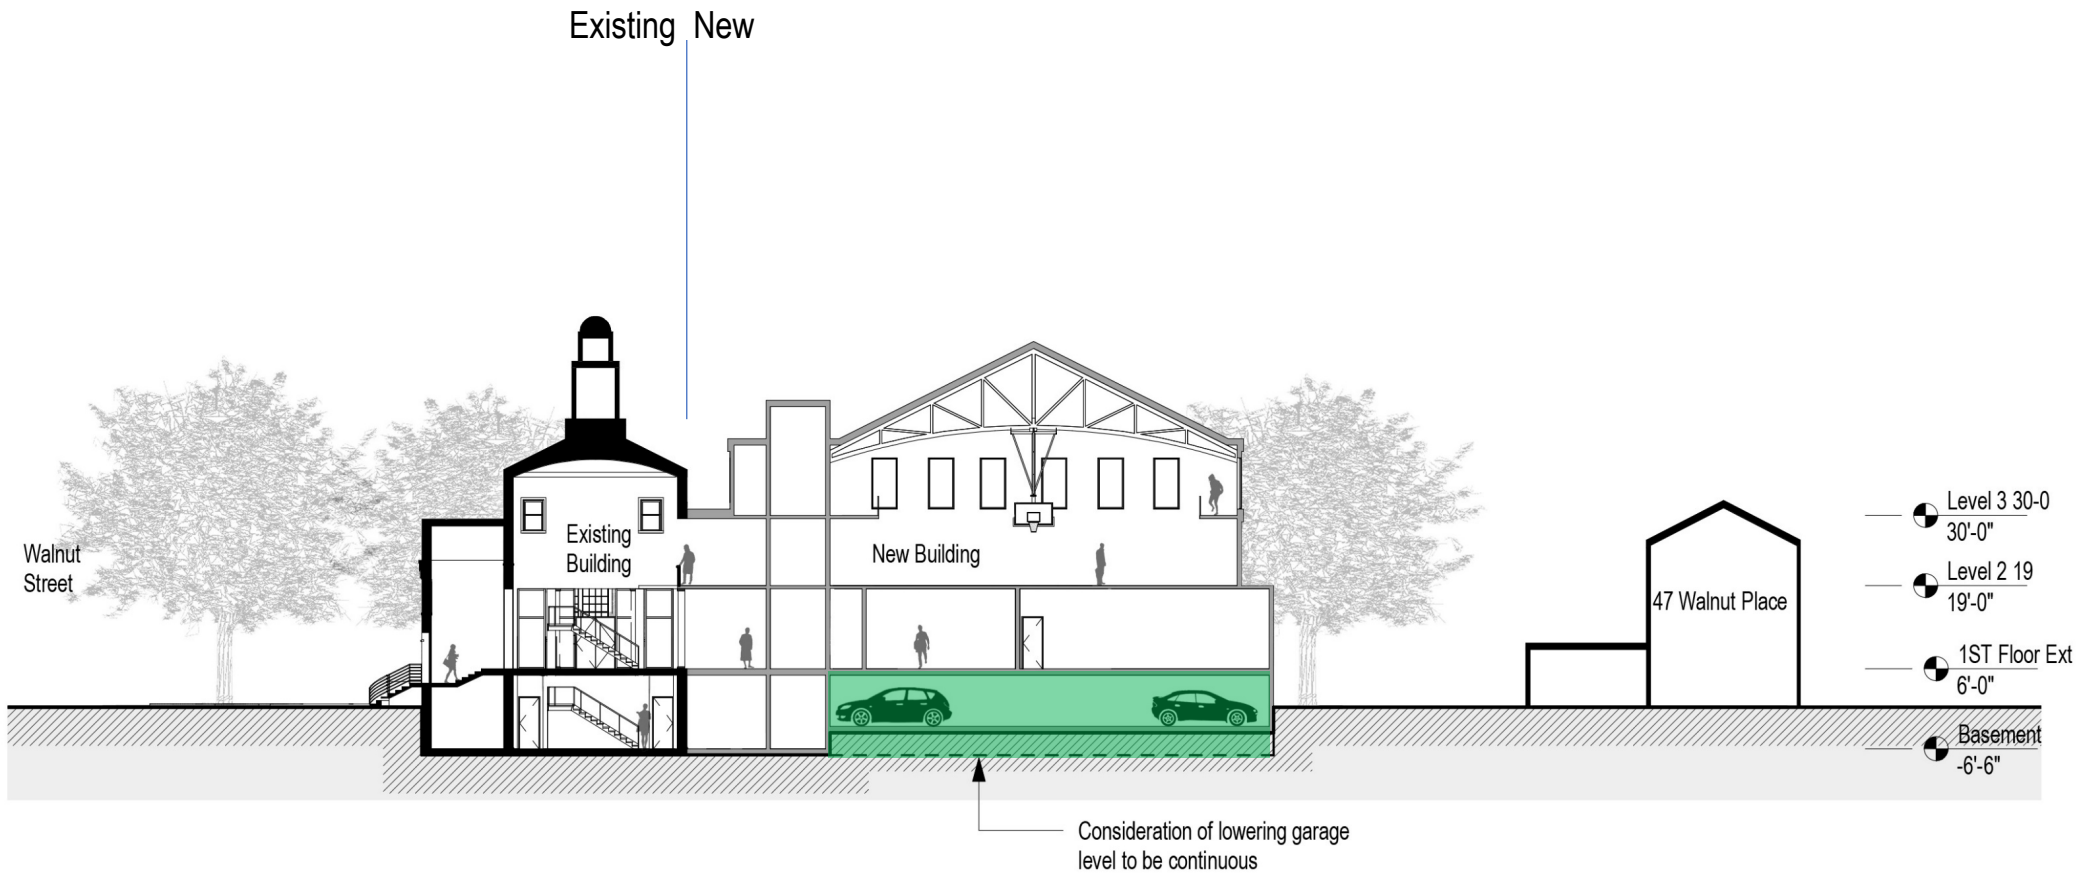 Existing New
Existing
Building
New Building
Walnut
Street
47 Walnut Place
Level 3 30-0
30'-0"
Level 2 19
19'-0"
1ST Floor Ext
6'-0"
Basement
-6'-6"
Consideration of lowering garage
level to be continuous